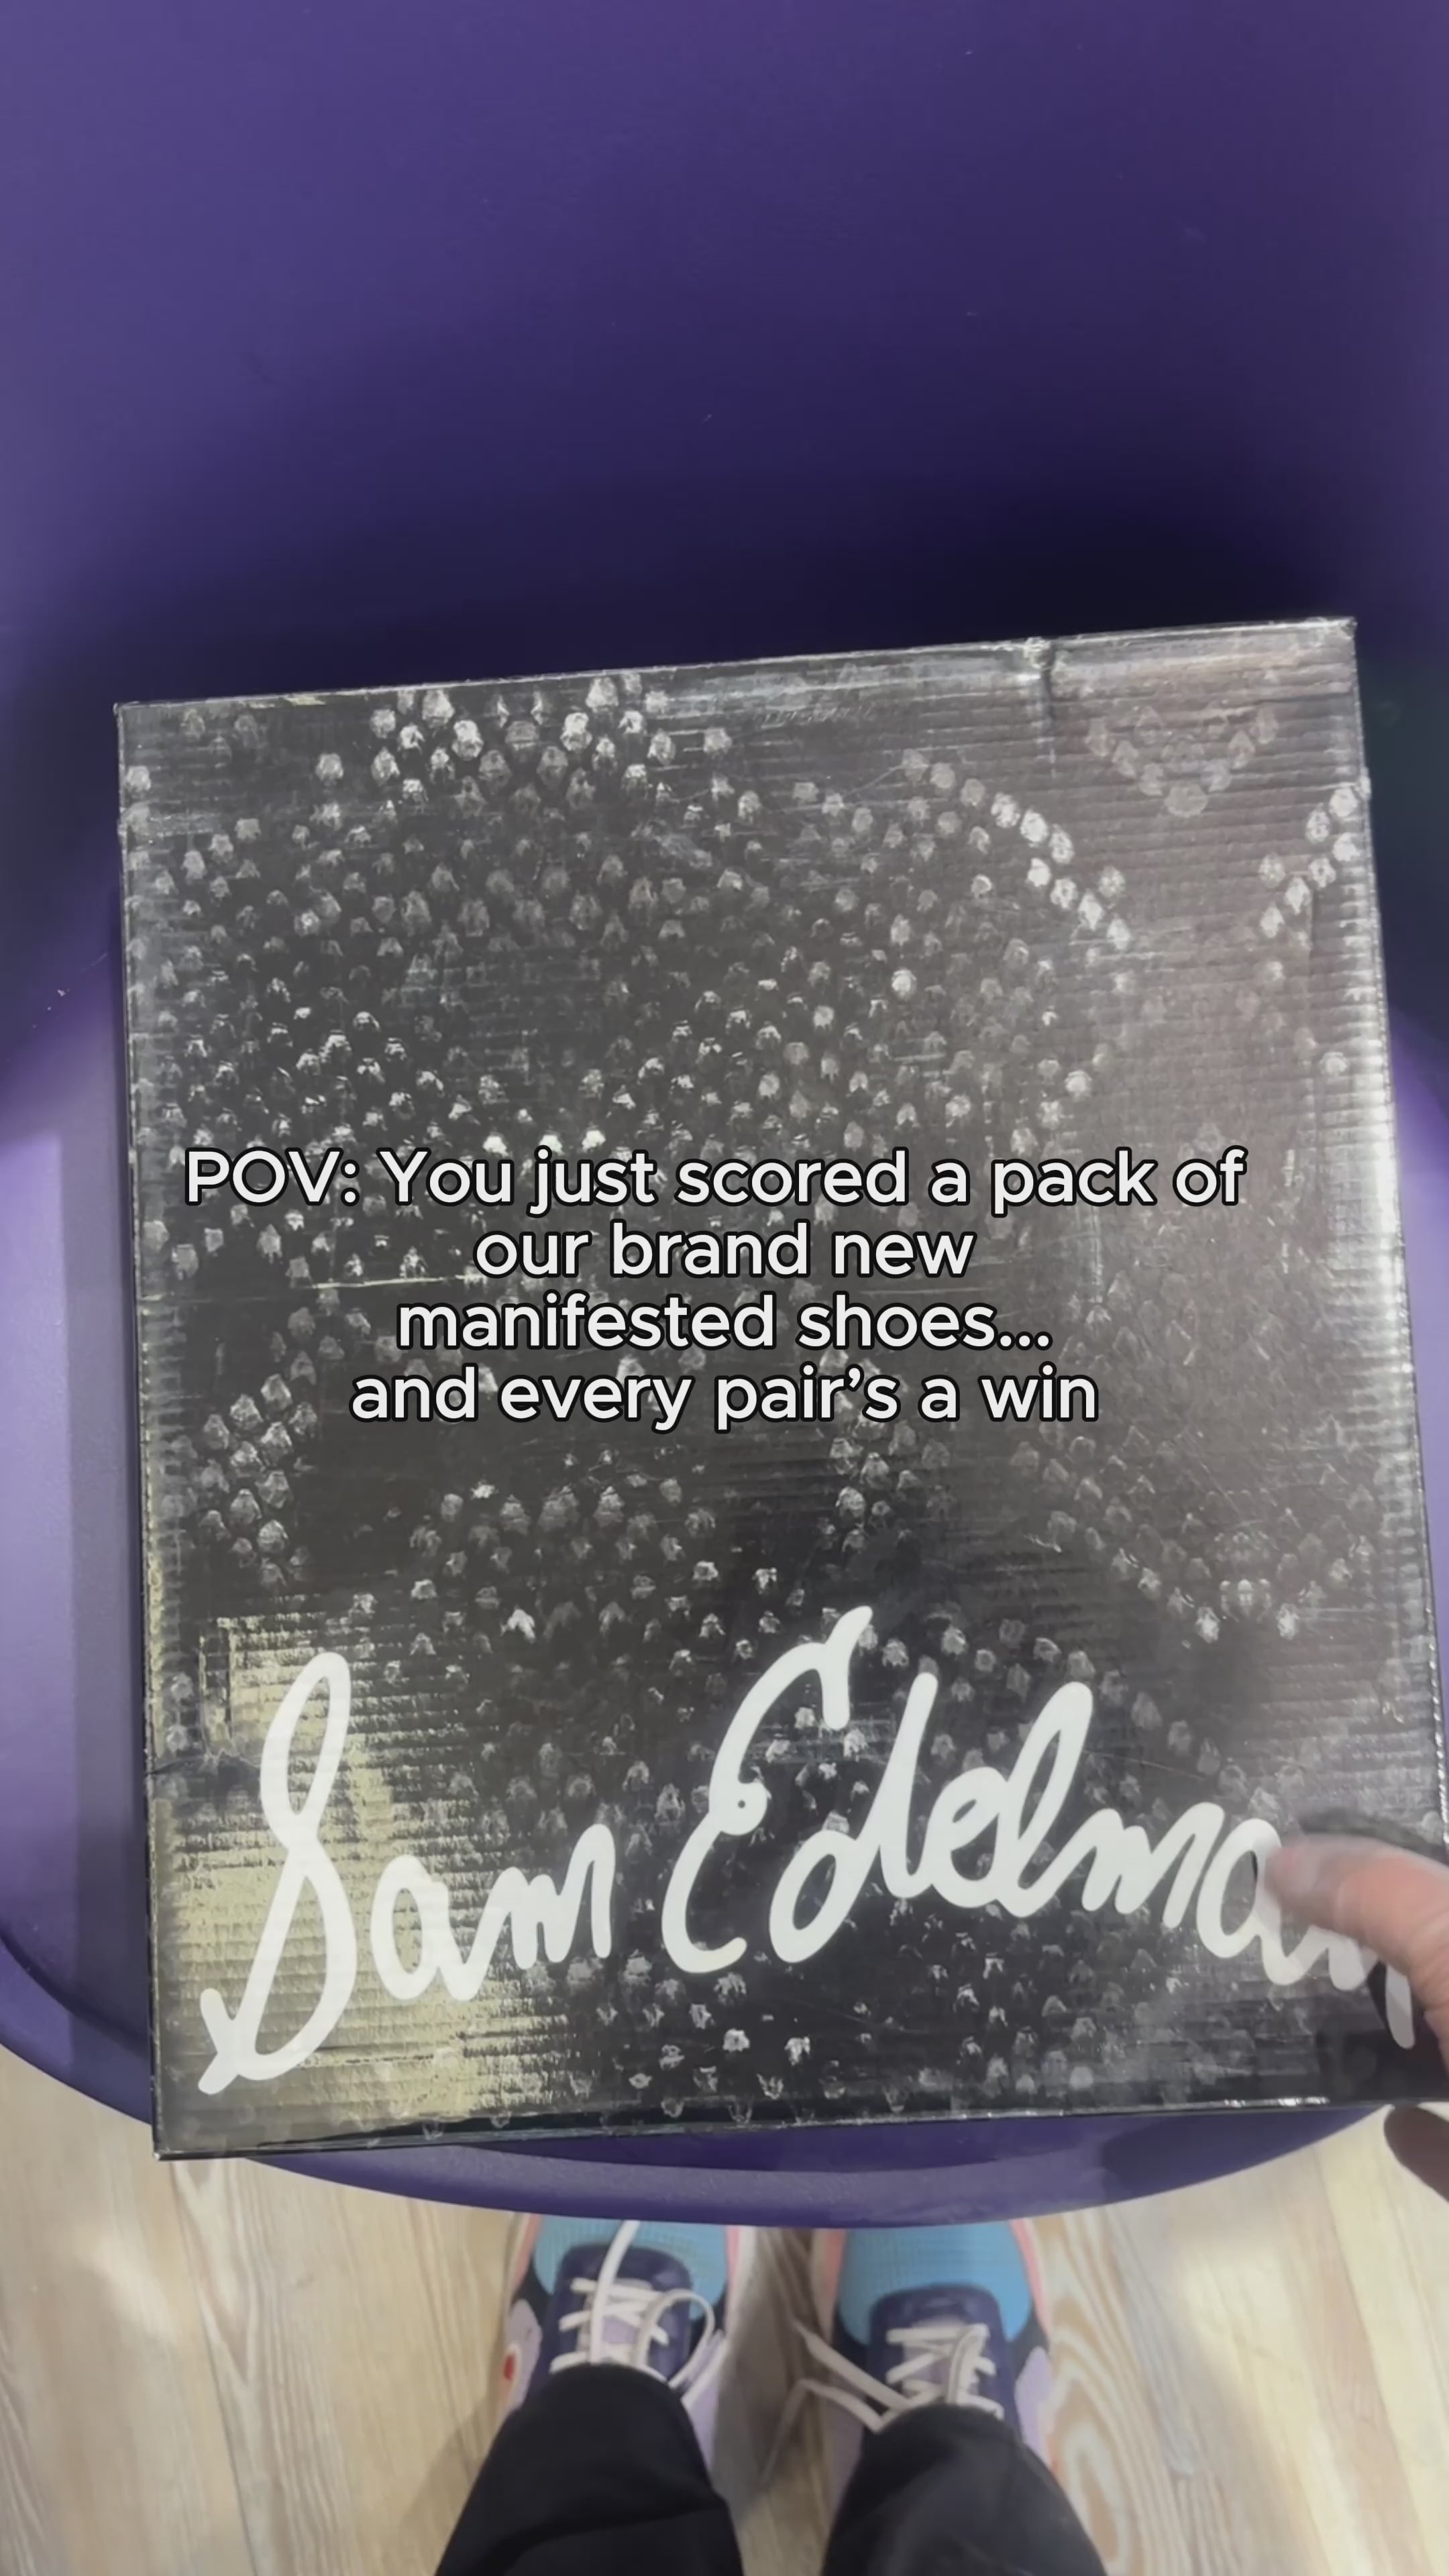 POV: You just scored a pack of
our brand new
manifested shoes...
and every pair’s a win
Sam Edelman